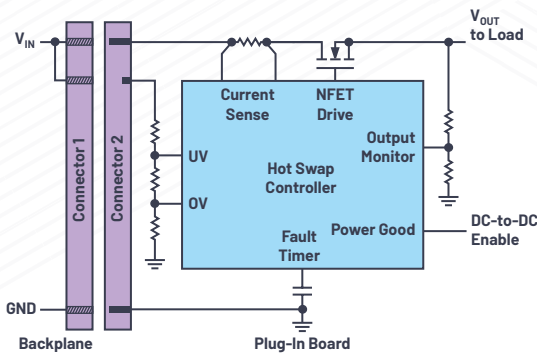 VIN
VOUT
to Load
Connector 1
Connector 2
Current
Sense
NFET
Drive
Output
Monitor
UV
Hot Swap
Controller
OV
Power Good
DC-to-DC
Enable
Fault
Timer
GND
Backplane
Plug-In Board